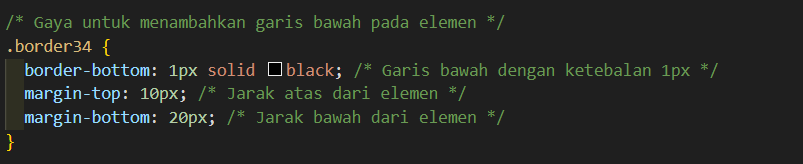 /* Gaya untuk menambahkan garis bawah pada elemen */
.border34 {
  border-bottom: 1px solid black; /* Garis bawah dengan ketebalan 1px */
  margin-top: 10px; /* Jarak atas dari elemen */
  margin-bottom: 20px; /* Jarak bawah dari elemen */
}